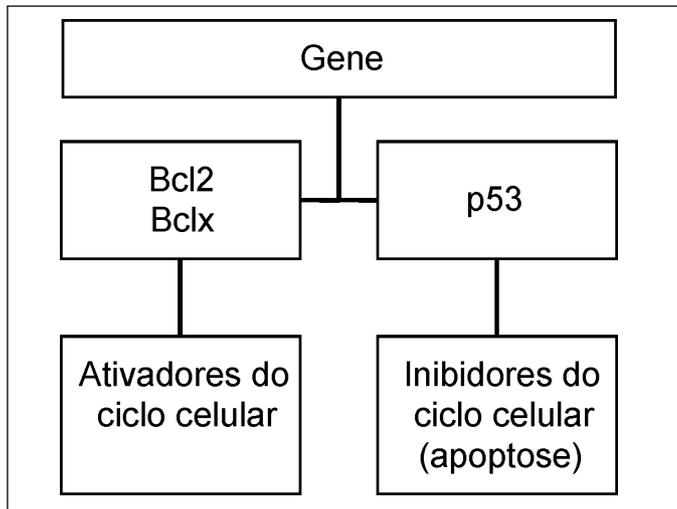 Gene
Bcl2
Bclx
p53
Ativadores do
ciclo celular
Inibidores do
ciclo celular
(apoptose)